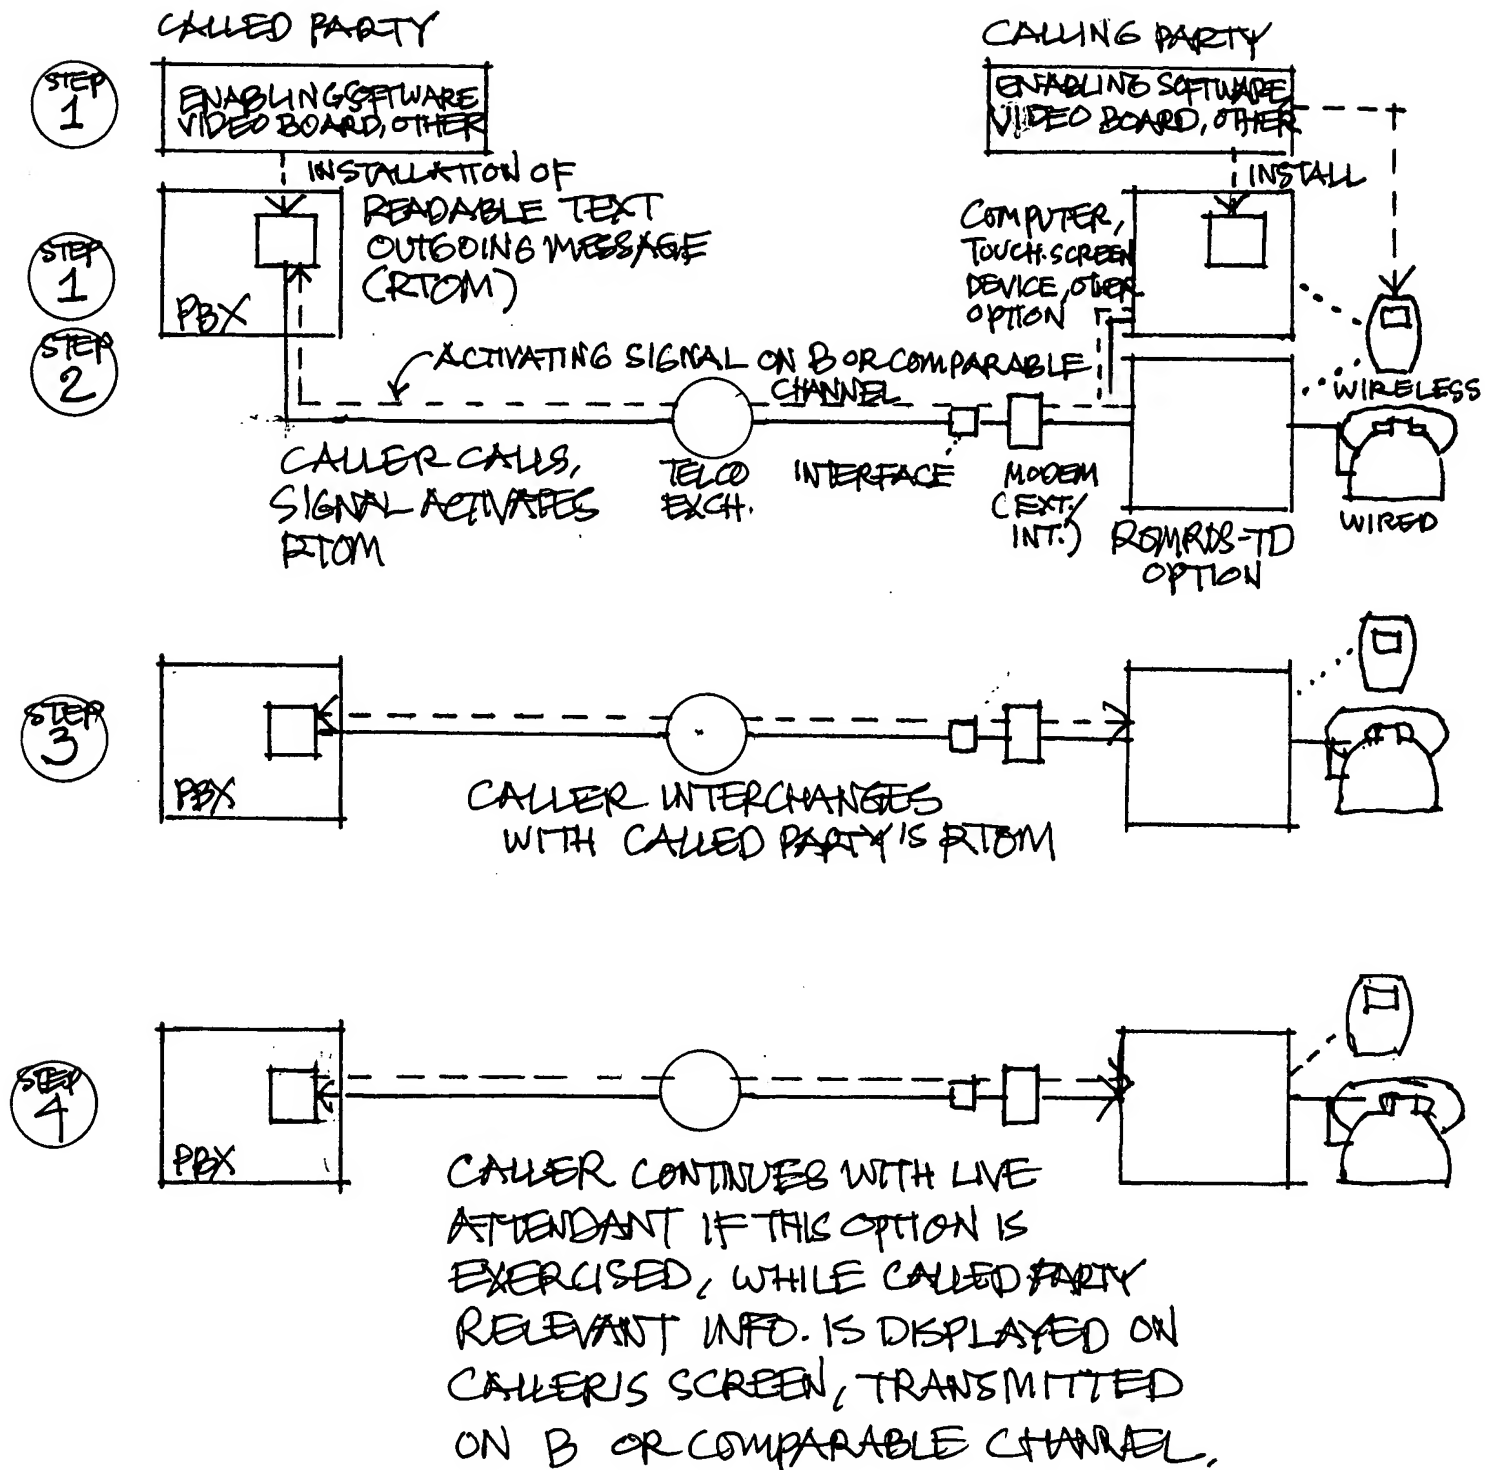 CALLED PARTY
CALLING PARTY
STEP
1
ENABLING SOFTWARE
VIDEO BOARD, OTHER
ENABLING SOFTWARE
VIDEO BOARD, OTHER
INSTALLATION OF
READABLE TEXT
OUTGOING MESSAGE
(RTOM)
INSTALL
COMPUTER,
TOUCH-SCREEN
DEVICE, OTHER
OPTION
STEP
1
PBX
STEP
2
ACTIVATING SIGNAL ON B OR COMPARABLE
CHANNEL
WIRELESS
CALLER CALLS,
SIGNAL ACTIVATES
RTOM
TELCO
EXCH.
INTERFACE
MODEM
(EXT./
INT.)
ROMRDS-TD
OPTION
WIRED
STEP
3
PBX
CALLER INTERCHANGES
WITH CALLED PARTY'S RTOM
STEP
4
PBX
CALLER CONTINUES WITH LIVE
ATTENDANT IF THIS OPTION IS
EXERCISED, WHILE CALLED PARTY
RELEVANT INFO. IS DISPLAYED ON
CALLER'S SCREEN, TRANSMITTED
ON B OR COMPARABLE CHANNEL.